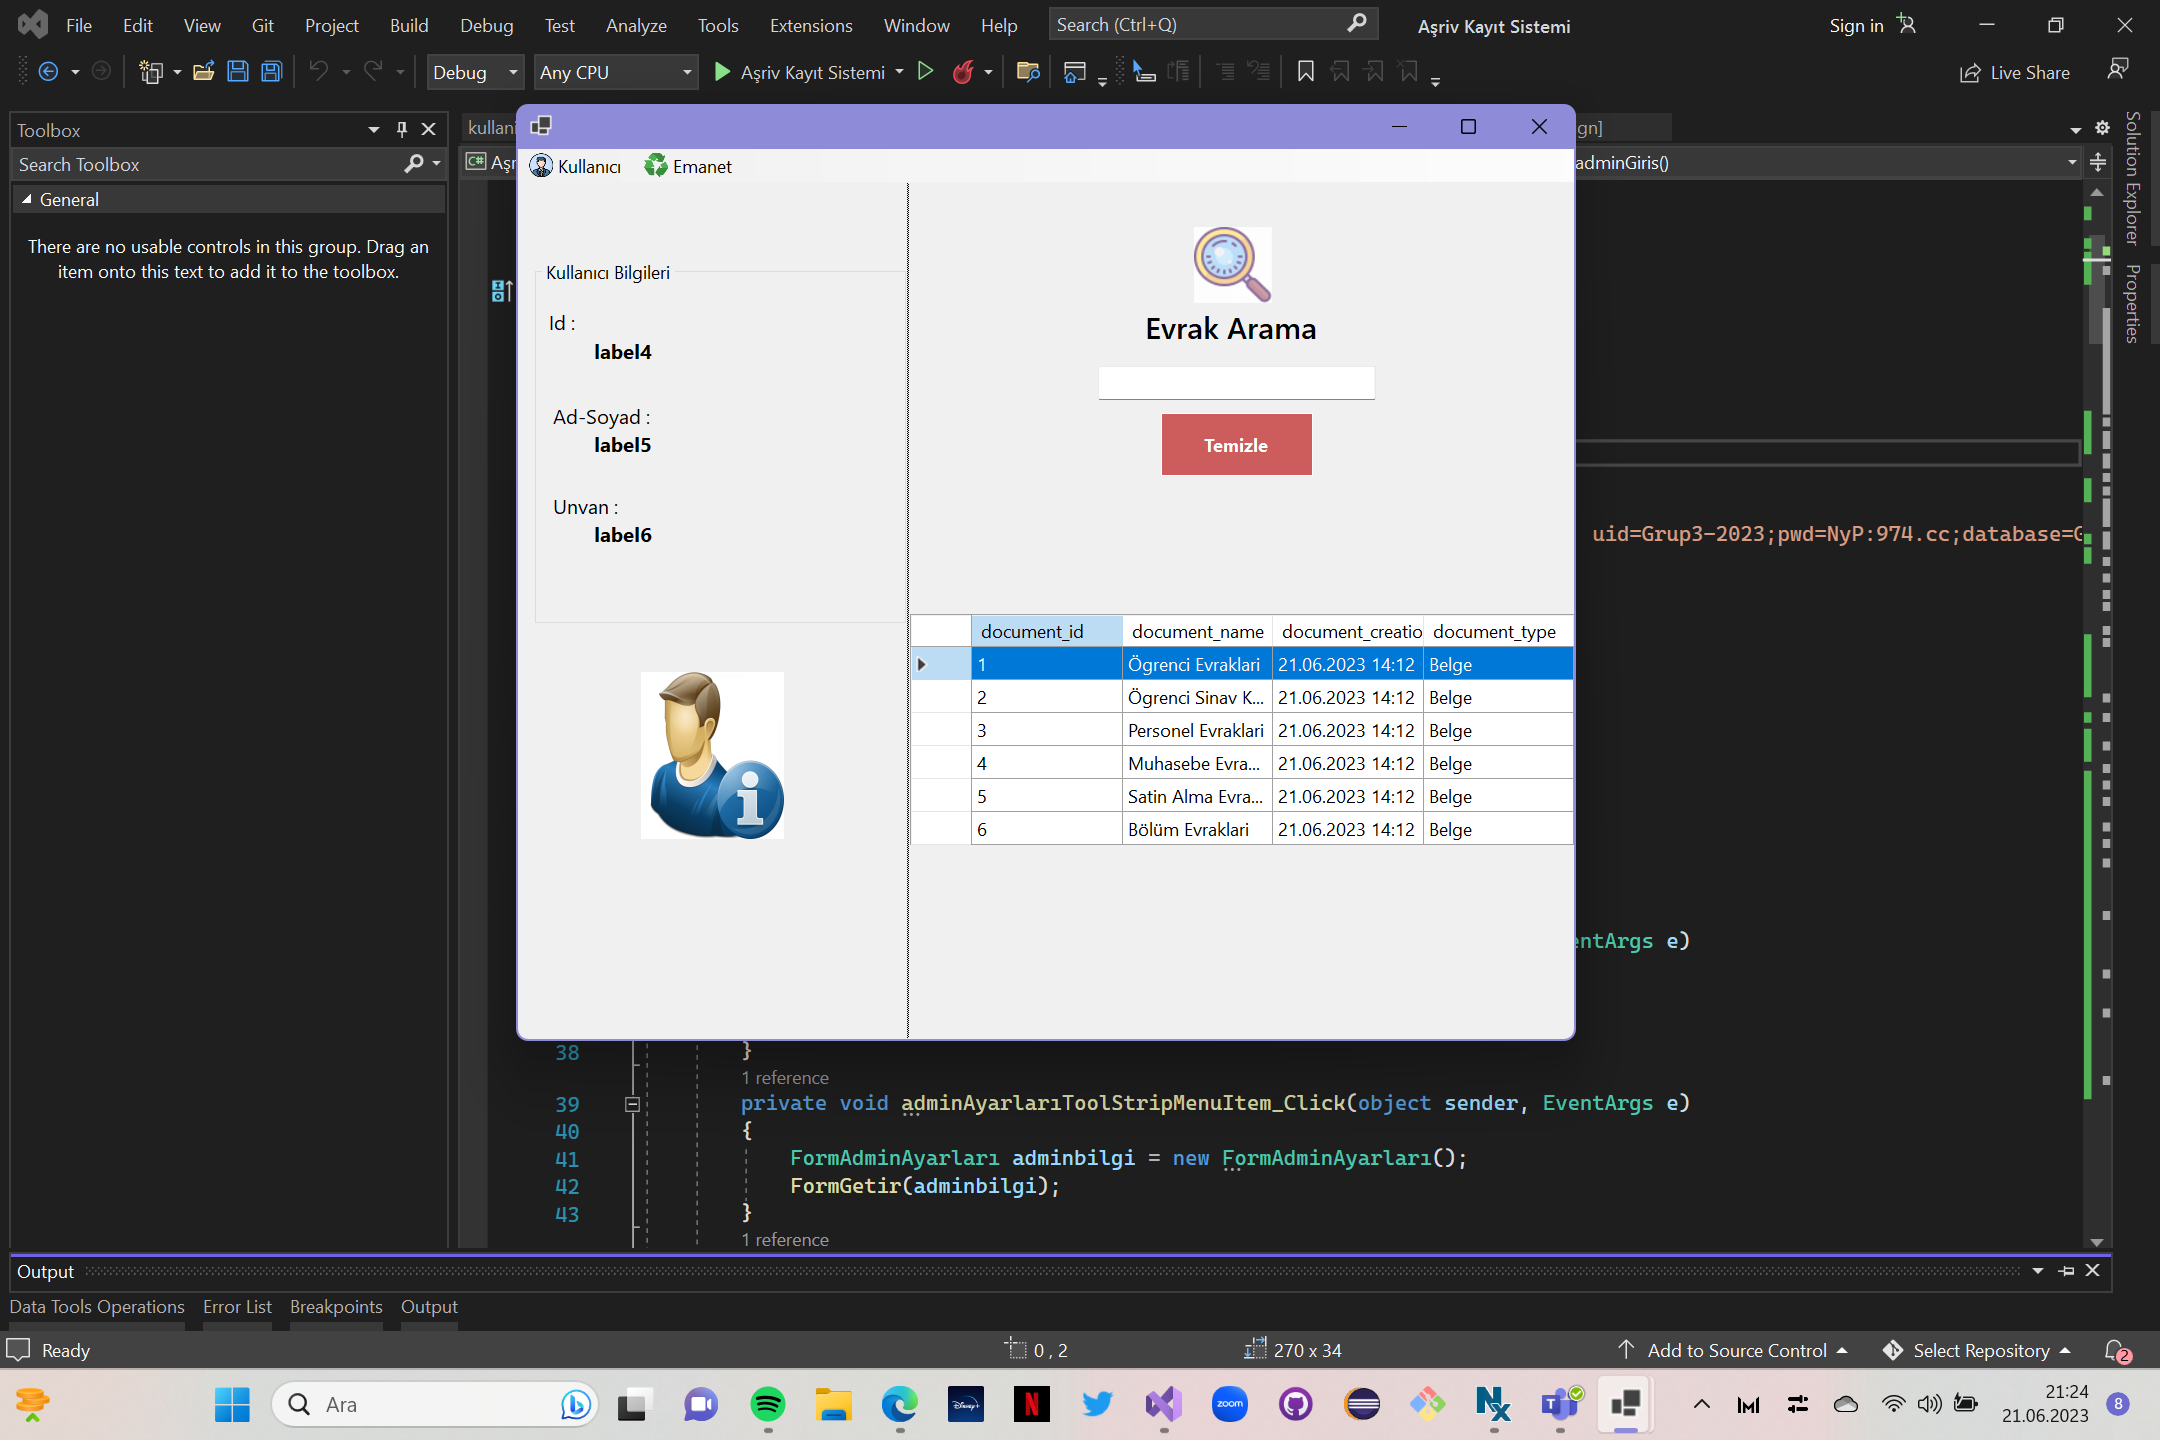 File Edit View Git Project Build Debug Test Analyze Tools Extensions Window Help Search (Ctrl+Q) Aşriv Kayıt Sistemi Sign in
Debug Any CPU Aşriv Kayıt Sistemi Live Share
Toolbox
Search Toolbox
General
There are no usable controls in this group. Drag an
item onto this text to add it to the toolbox.
kullanı
gn]
C# Aşr
adminGiris()
Solution Explorer
Properties
Kullanıcı Emanet
Kullanıcı Bilgileri
Id :
label4
Ad-Soyad :
label5
Unvan :
label6
Evrak Arama
Temizle
document_id document_name document_creatio document_type
1 Ögrenci Evraklari 21.06.2023 14:12 Belge
2 Ögrenci Sinav K... 21.06.2023 14:12 Belge
3 Personel Evraklari 21.06.2023 14:12 Belge
4 Muhasebe Evra... 21.06.2023 14:12 Belge
5 Satin Alma Evra... 21.06.2023 14:12 Belge
6 Bölüm Evraklari 21.06.2023 14:12 Belge
uid=Grup3-2023;pwd=NyP:974.cc;database=G
entArgs e)
38 }
1 reference
39 private void adminAyarlarıToolStripMenuItem_Click(object sender, EventArgs e)
40 {
41 FormAdminAyarları adminbilgi = new FormAdminAyarları();
42 FormGetir(adminbilgi);
43 }
1 reference
Output
Data Tools Operations Error List Breakpoints Output
Ready 0 , 2 270 x 34 Add to Source Control Select Repository 2
Ara Disney+ N zoom 21:24
21.06.2023 8